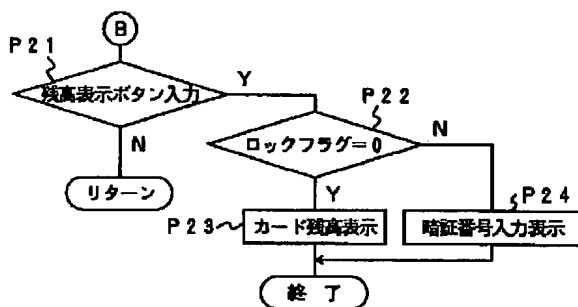 B
P21
残高表示ボタン入力
Y
P22
N
ロックフラグ=0
N
リターン
Y
P24
P23
カード残高表示
暗証番号入力表示
終 了